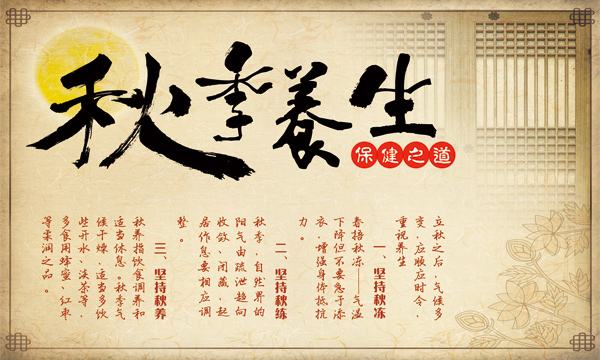 秋季养生
保健之道
立秋之后，气候多
变，应顺应时令，
重视养生
一、坚持秋冻
春捂秋冻——气温
下降但不要急于添
衣，增强身体抵抗
力。
二、坚持秋练
秋季，自然界的
阳气由疏泄趋向
收敛、闭藏，起
居作息要相应调
整。
三、坚持秋养
秋养指饮食调养和
适当休息。秋季气
候干燥，适当多饮
些开水、淡茶等，
多食用蜂蜜、红枣
等柔润之品。